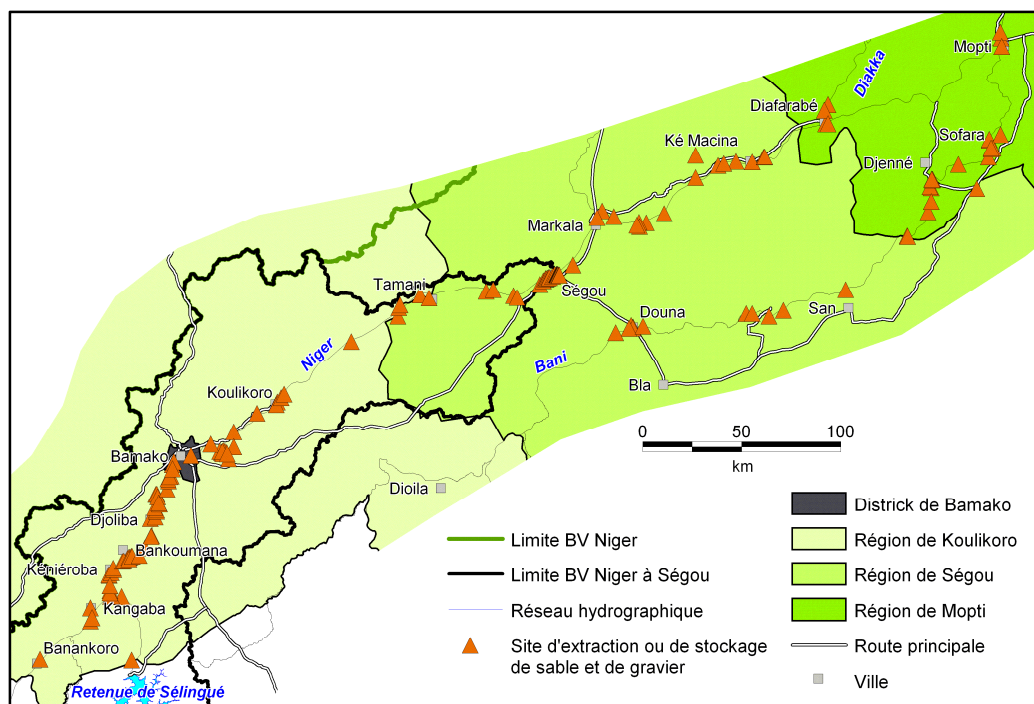 Mopti
Diakka
Diafarabé
Sofara
Ké Macina
Djenné
Markala
Tamani
Ségou
San
Douna
Niger
Bani
Bla
Koulikoro
Bamako
Dioila
Djoliba
Bankoumana
Kéniéroba
Kangaba
Banankoro
Retenue de Sélingué
0 50 100
km
Limite BV Niger
Limite BV Niger à Ségou
Réseau hydrographique
Site d'extraction ou de stockage
de sable et de gravier
Districk de Bamako
Région de Koulikoro
Région de Ségou
Région de Mopti
Route principale
Ville